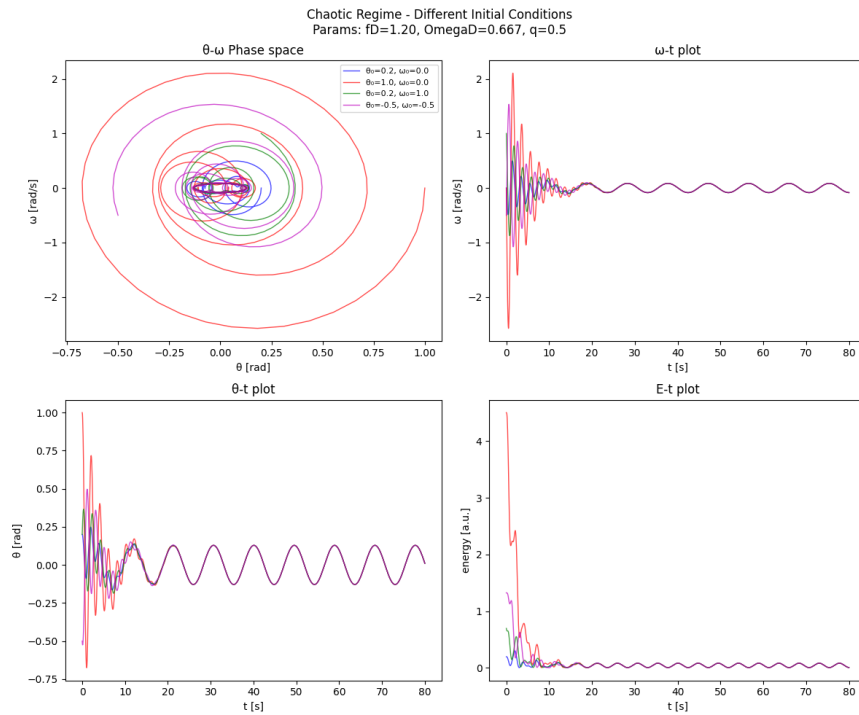 Chaotic Regime - Different Initial Conditions
Params: fD=1.20, OmegaD=0.667, q=0.5
θ-ω Phase space
θ₀=0.2, ω₀=0.0
θ₀=1.0, ω₀=0.0
θ₀=0.2, ω₀=1.0
θ₀=-0.5, ω₀=-0.5
2
1
0
−1
−2
ω [rad/s]
−0.75 −0.50 −0.25 0.00 0.25 0.50 0.75 1.00
θ [rad]
ω-t plot
2
1
0
−1
−2
ω [rad/s]
0 10 20 30 40 50 60 70 80
t [s]
θ-t plot
1.00
0.75
0.50
0.25
0.00
−0.25
−0.50
−0.75
θ [rad]
0 10 20 30 40 50 60 70 80
t [s]
E-t plot
4
3
2
1
0
energy [a.u.]
0 10 20 30 40 50 60 70 80
t [s]